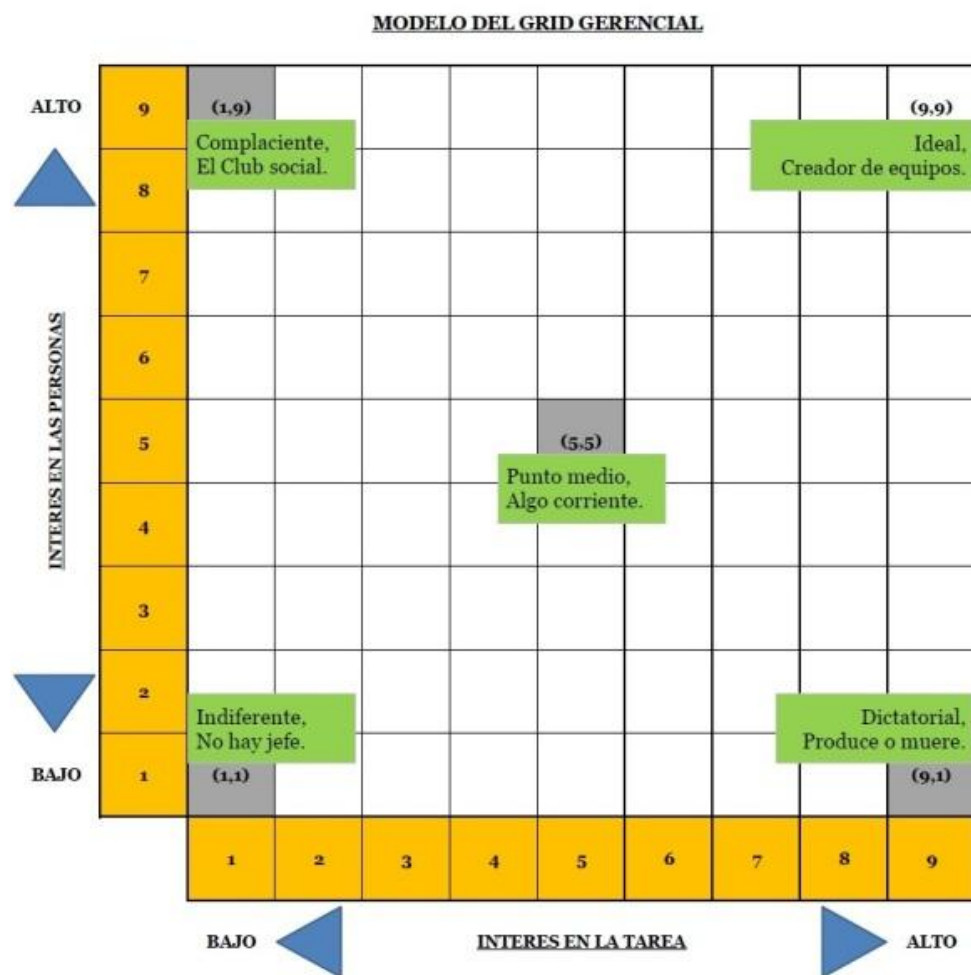 MODELO DEL GRID GERENCIAL
ALTO
9
(1,9)
(9,9)
Complaciente,
El Club social.
Ideal,
Creador de equipos.
8
7
INTERES EN LAS PERSONAS
6
5
(5,5)
Punto medio,
Algo corriente.
4
3
2
Indiferente,
No hay jefe.
Dictatorial,
Produce o muere.
BAJO
1
(1,1)
(9,1)
1 2 3 4 5 6 7 8 9
BAJO
INTERES EN LA TAREA
ALTO